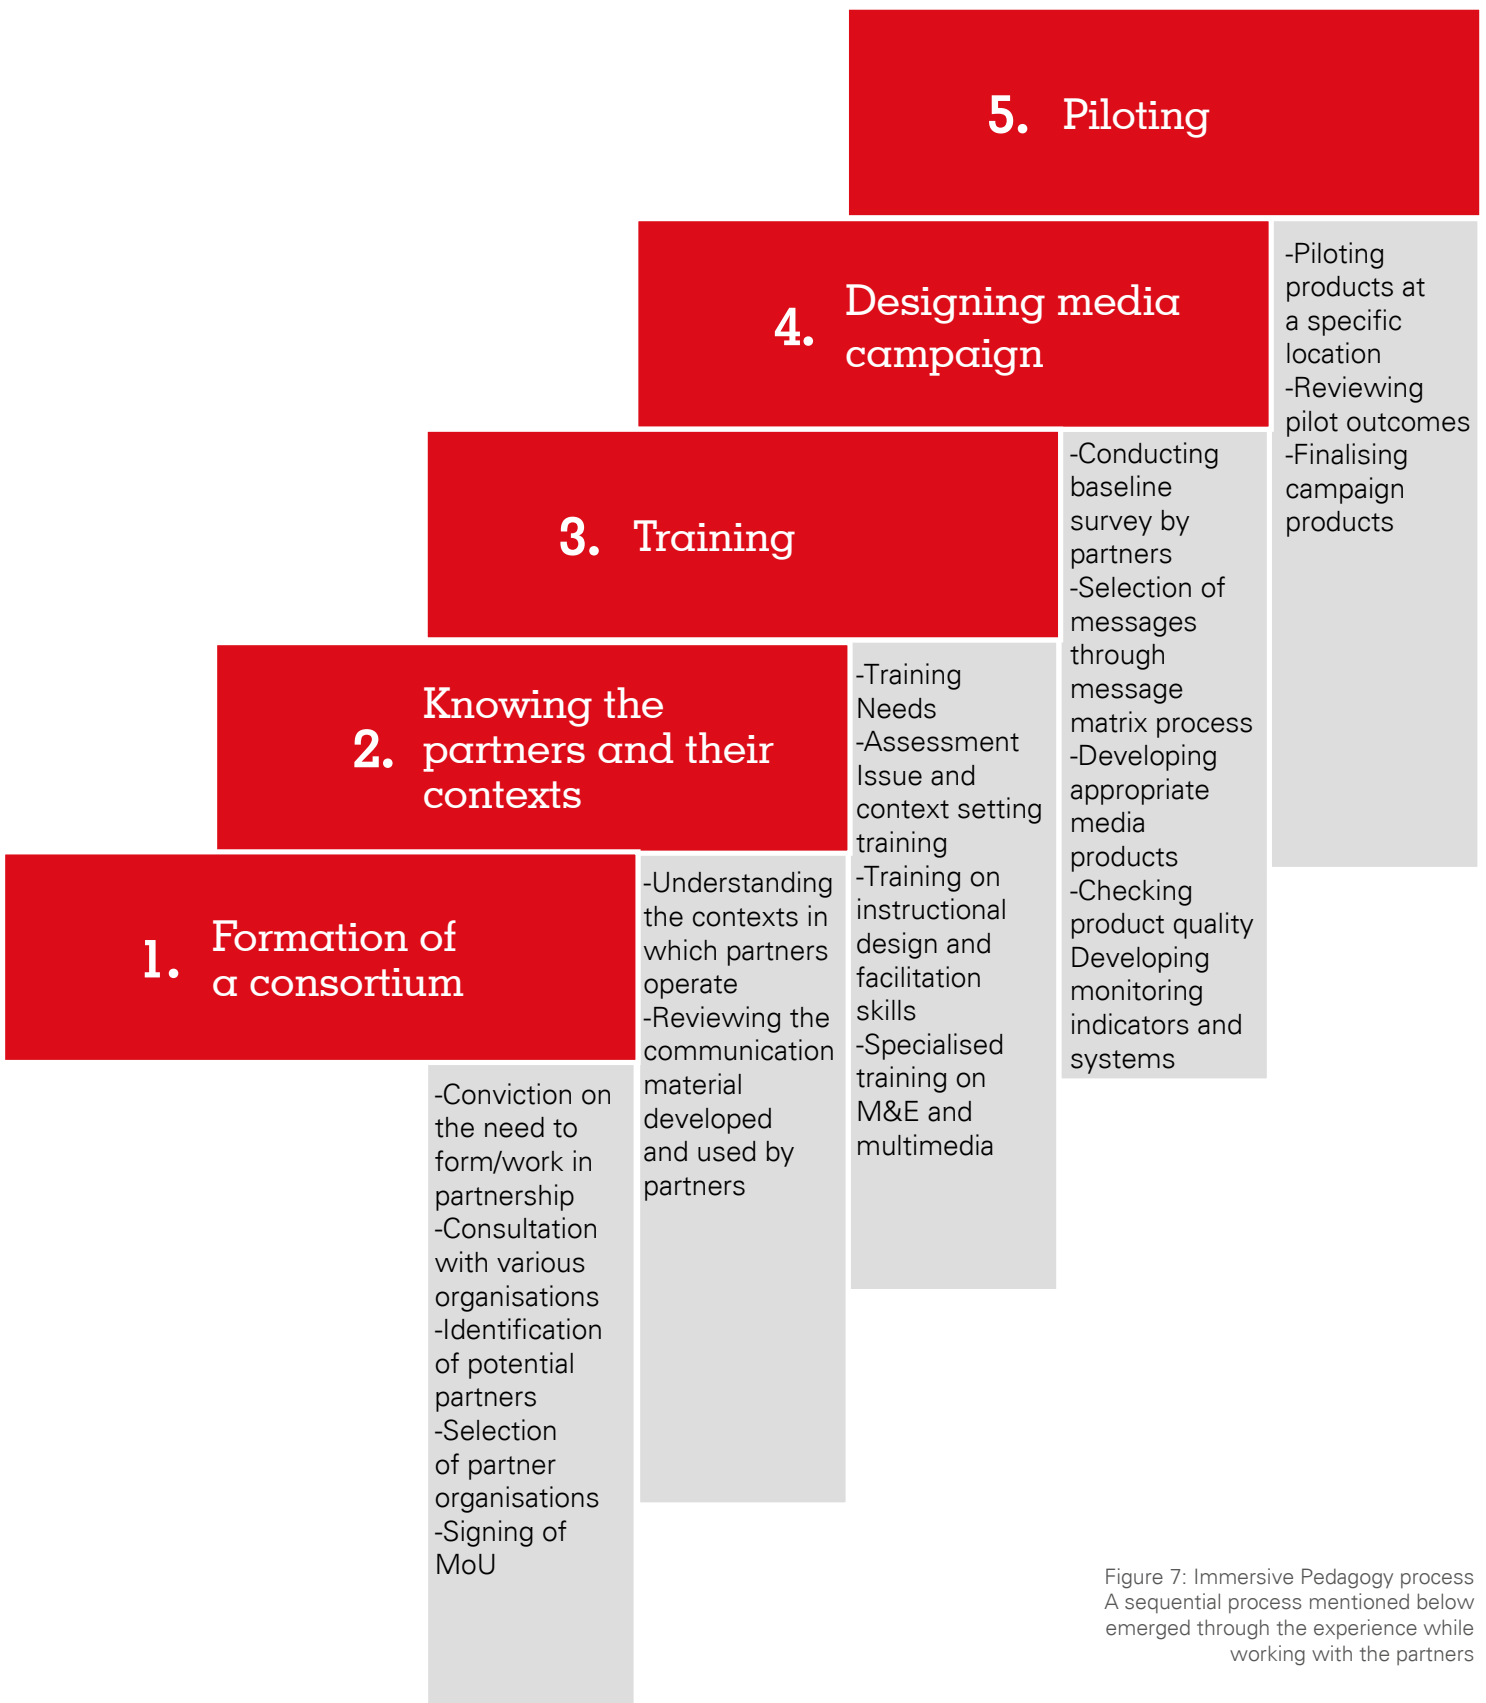 5. Piloting
-Piloting
products at
a specific
location
-Reviewing
pilot outcomes
-Finalising
campaign
products
4. Designing media
campaign
-Conducting
baseline
survey by
partners
-Selection of
messages
through
message
matrix process
-Developing
appropriate
media
products
-Checking
product quality
Developing
monitoring
indicators and
systems
3. Training
-Training
Needs
-Assessment
Issue and
context setting
training
-Training on
instructional
design and
facilitation
skills
-Specialised
training on
M&E and
multimedia
2. Knowing the
partners and their
contexts
-Understanding
the contexts in
which partners
operate
-Reviewing the
communication
material
developed
and used by
partners
1. Formation of
a consortium
-Conviction on
the need to
form/work in
partnership
-Consultation
with various
organisations
-Identification
of potential
partners
-Selection
of partner
organisations
-Signing of
MoU
Figure 7: Immersive Pedagogy process
A sequential process mentioned below
emerged through the experience while
working with the partners